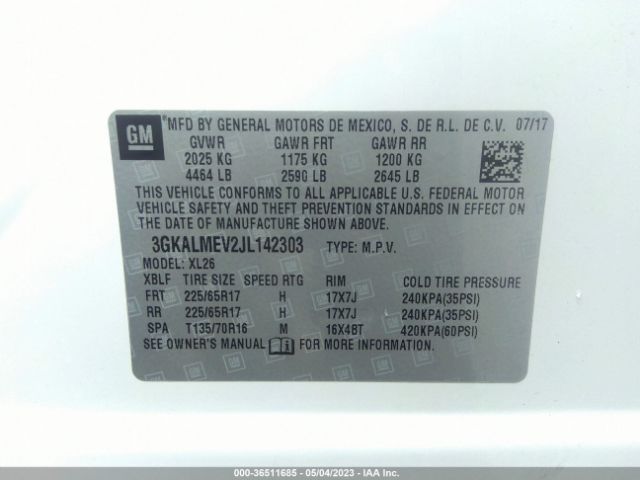 GM
MFD BY GENERAL MOTORS DE MEXICO, S. DE R.L. DE C.V. 07/17
GVWR GAWR FRT GAWR RR
2025 KG 1175 KG 1200 KG
4464 LB 2590 LB 2645 LB
THIS VEHICLE CONFORMS TO ALL APPLICABLE U.S. FEDERAL MOTOR
VEHICLE SAFETY AND THEFT PREVENTION STANDARDS IN EFFECT ON THE
DATE OF MANUFACTURE SHOWN ABOVE.
3GKALMEV2JL142303 TYPE: M.P.V.
MODEL: XL26
XBLF TIRE SIZE SPEED RTG RIM COLD TIRE PRESSURE
FRT 225/65R17 H 17X7J 240KPA(35PSI)
RR 225/65R17 H 17X7J 240KPA(35PSI)
SPA T135/70R16 M 16X4BT 420KPA(60PSI)
SEE OWNER'S MANUAL FOR MORE INFORMATION.
000-36511685 - 05/04/2023 - IAA Inc.